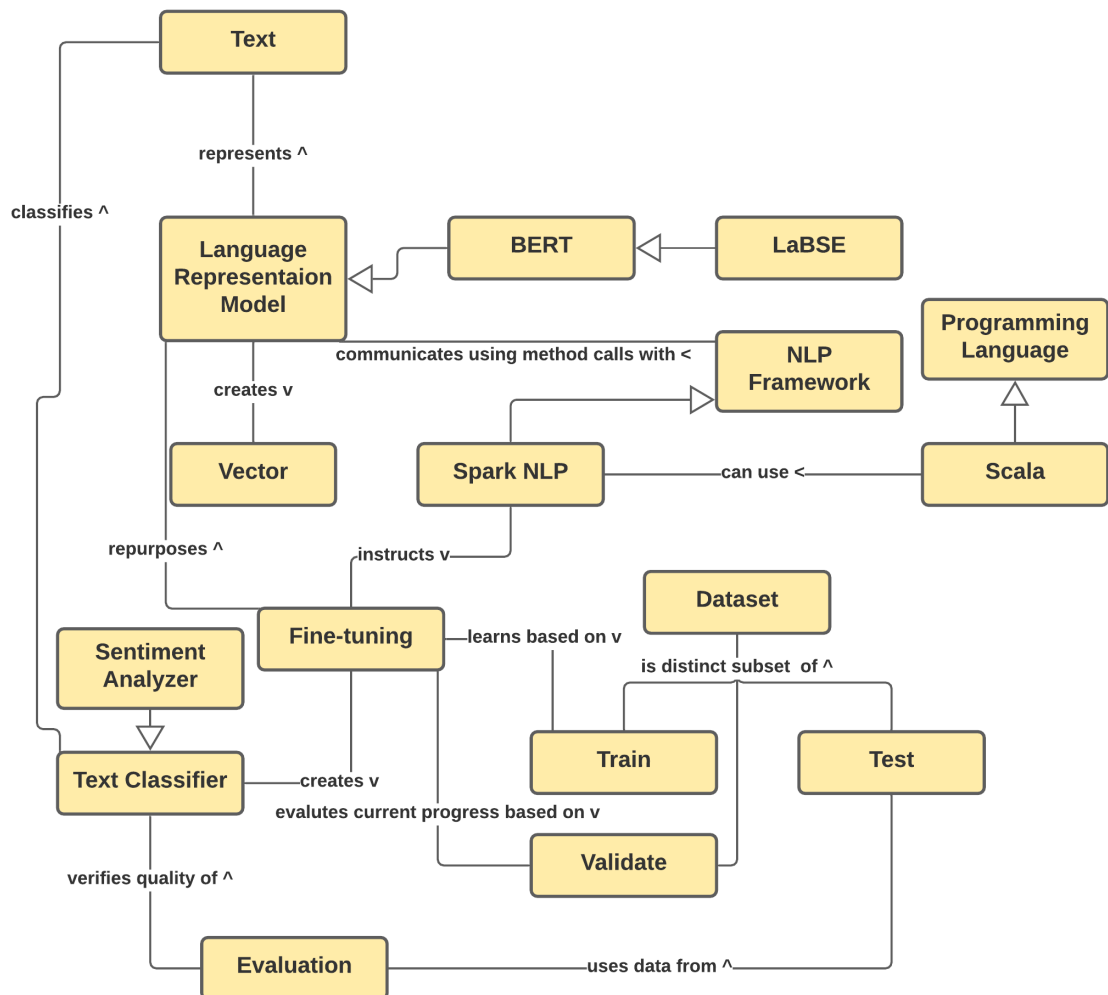 Text
represents ^
classifies ^
Language
Representaion
Model
BERT
LaBSE
Programming
Language
communicates using method calls with <
NLP
Framework
creates v
Vector
Spark NLP
can use <
Scala
repurposes ^
instructs v
Dataset
Fine-tuning
learns based on v
Sentiment
Analyzer
is distinct subset  of ^
Text Classifier
creates v
Train
Test
evalutes current progress based on v
Validate
verifies quality of ^
Evaluation
uses data from ^